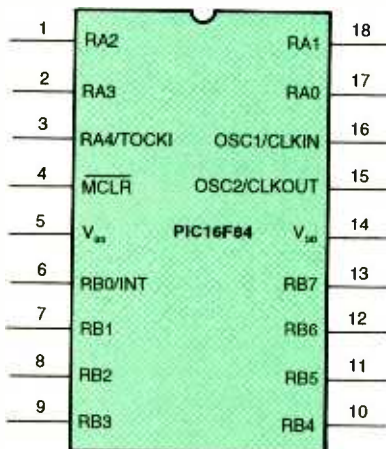 1 RA2 RA1 18
2 RA3 RA0 17
3 RA4/TOCKI OSC1/CLKIN 16
4 MCLR OSC2/CLKOUT 15
5 V PIC16F84 V 14
6 RB0/INT RB7 13
7 RB1 RB6 12
8 RB2 RB5 11
9 RB3 RB4 10